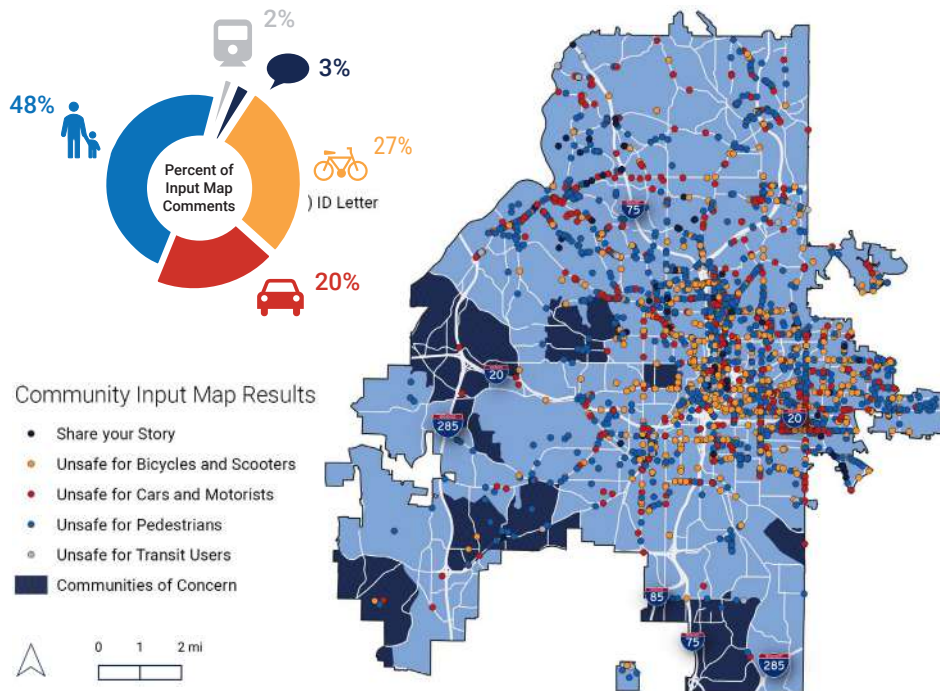 2%
3%
48%
27%
Percent of
Input Map
Comments
) ID Letter
20%
Community Input Map Results
Share your Story
Unsafe for Bicycles and Scooters
Unsafe for Cars and Motorists
Unsafe for Pedestrians
Unsafe for Transit Users
Communities of Concern
0 1 2 mi
75
20
285
20
85
75
285